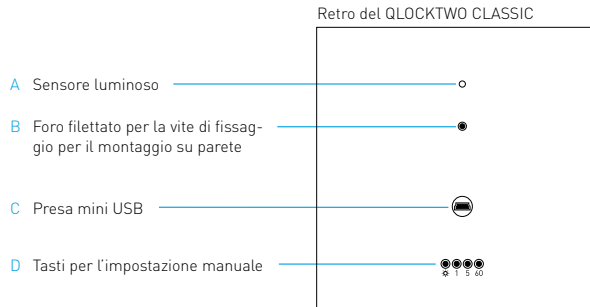 Retro del QLOCKTWO CLASSIC
A Sensore luminoso
B Foro filettato per la vite di fissag-
gio per il montaggio su parete
C Presa mini USB
D Tasti per l'impostazione manuale
1 5 60